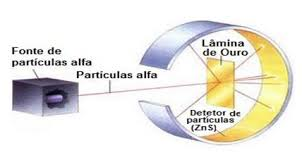 Fonte de
partículas alfa
Partículas alfa
Lâmina
de Ouro
Detetor de
partículas
(ZnS)